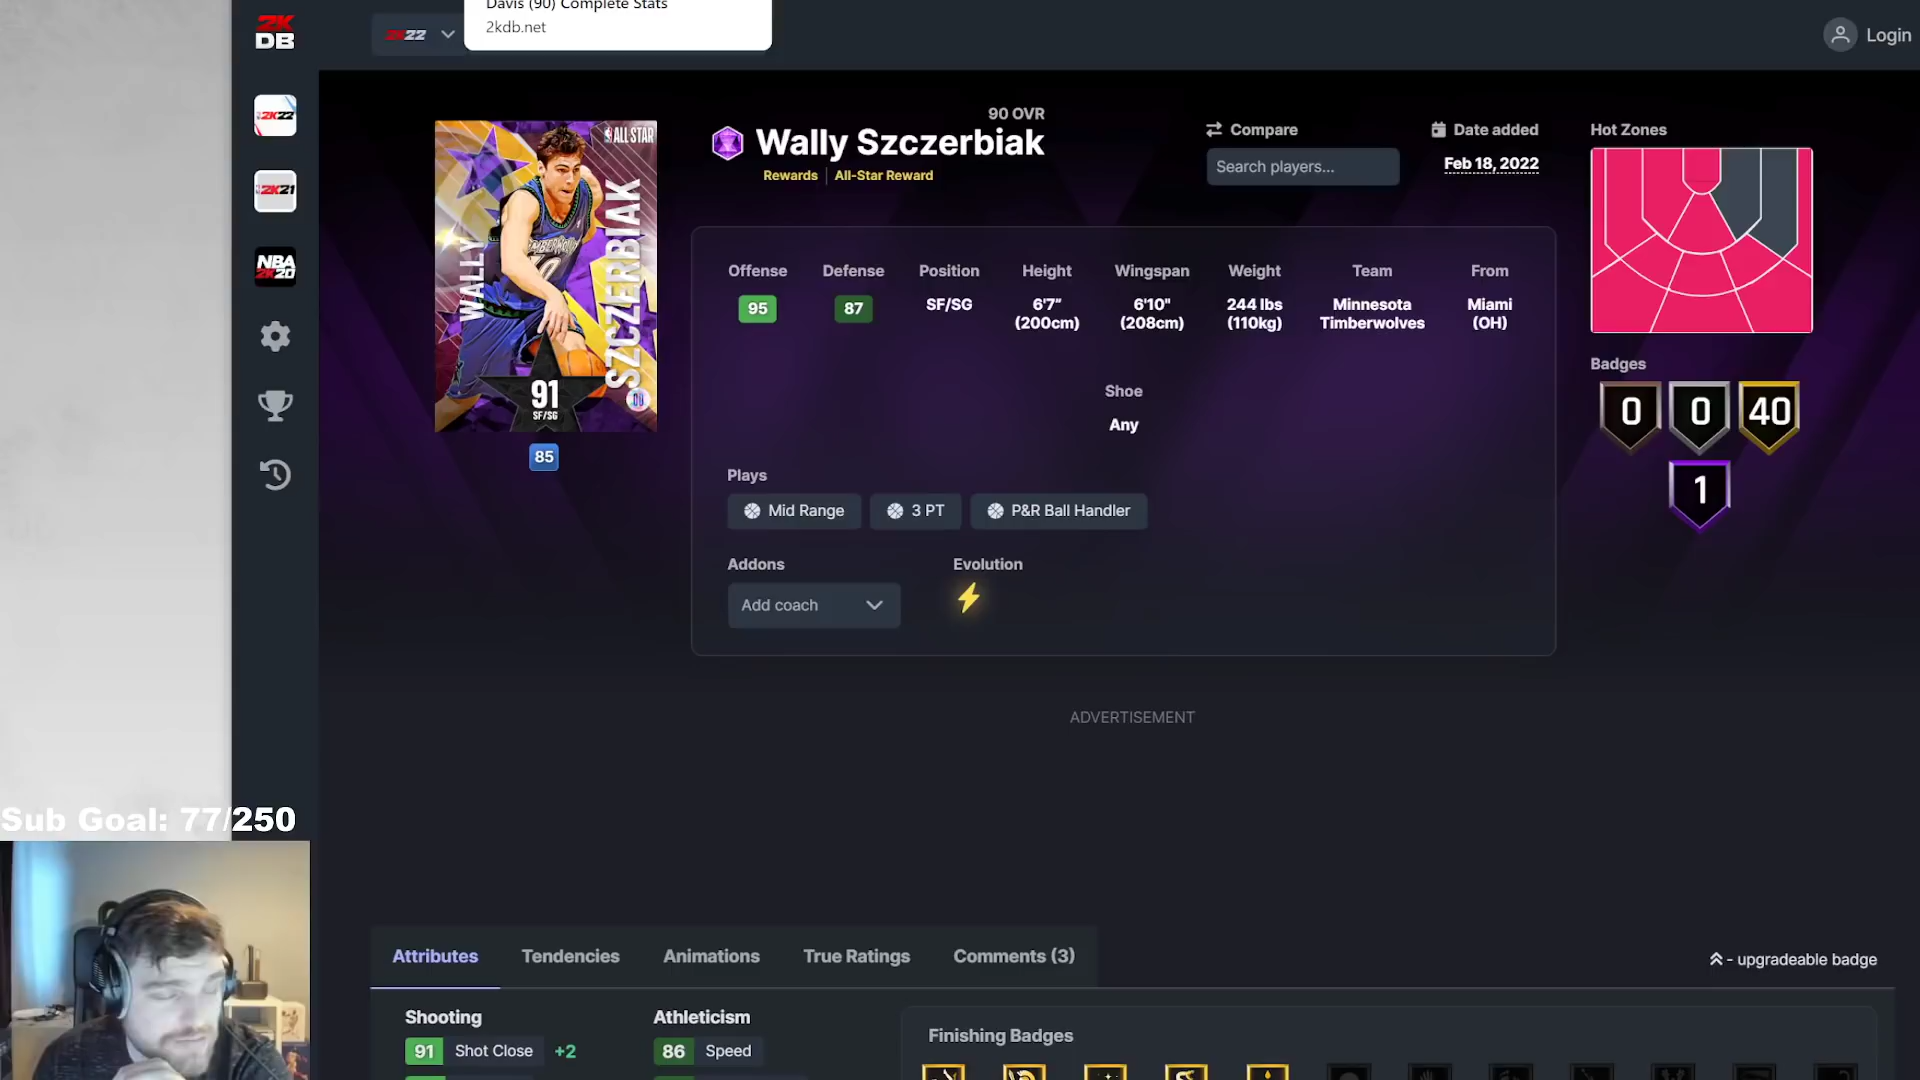 Davis (90) Complete Stats
2kdb.net
2K
DB
2K22
Login
2K22
2K21
NBA
2K20
ALL STAR
WALLY
SZCZERBIAK
91
SF/SG
85
90 OVR
Wally Szczerbiak
Rewards
All-Star Reward
Compare
Search players...
Date added
Feb 18, 2022
Hot Zones
Offense
Defense
Position
Height
Wingspan
Weight
Team
From
95
87
SF/SG
6'7"
(200cm)
6'10"
(208cm)
244 lbs
(110kg)
Minnesota
Timberwolves
Miami
(OH)
Shoe
Any
Badges
0
0
40
1
Plays
Mid Range
3 PT
P&R Ball Handler
Addons
Evolution
Add coach
ADVERTISEMENT
Sub Goal: 77/250
Attributes
Tendencies
Animations
True Ratings
Comments (3)
- upgradeable badge
Shooting
91 Shot Close +2
Athleticism
86 Speed
Finishing Badges